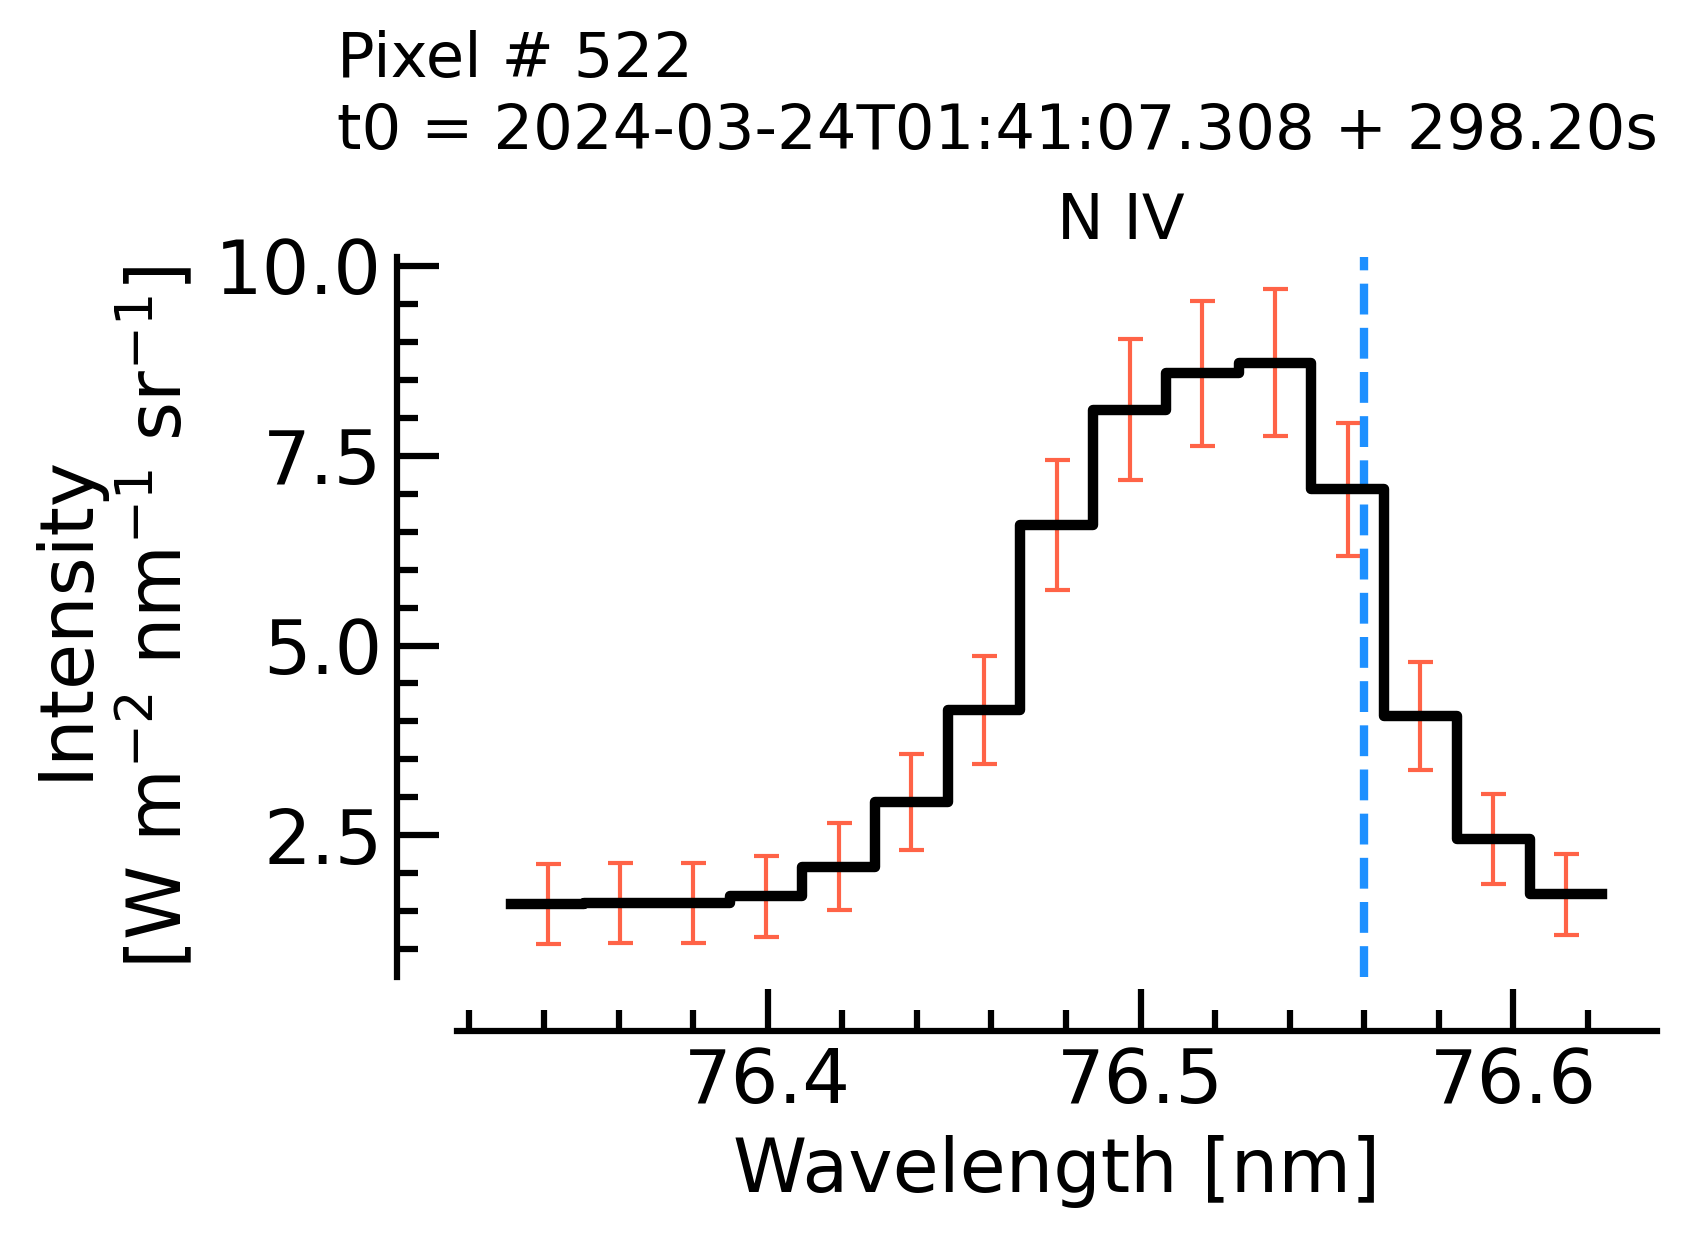 Pixel # 522
t0 = 2024-03-24T01:41:07.308 + 298.20s
N IV
Intensity
[W m⁻² nm⁻¹ sr⁻¹]
10.0
7.5
5.0
2.5
76.4 76.5 76.6
Wavelength [nm]